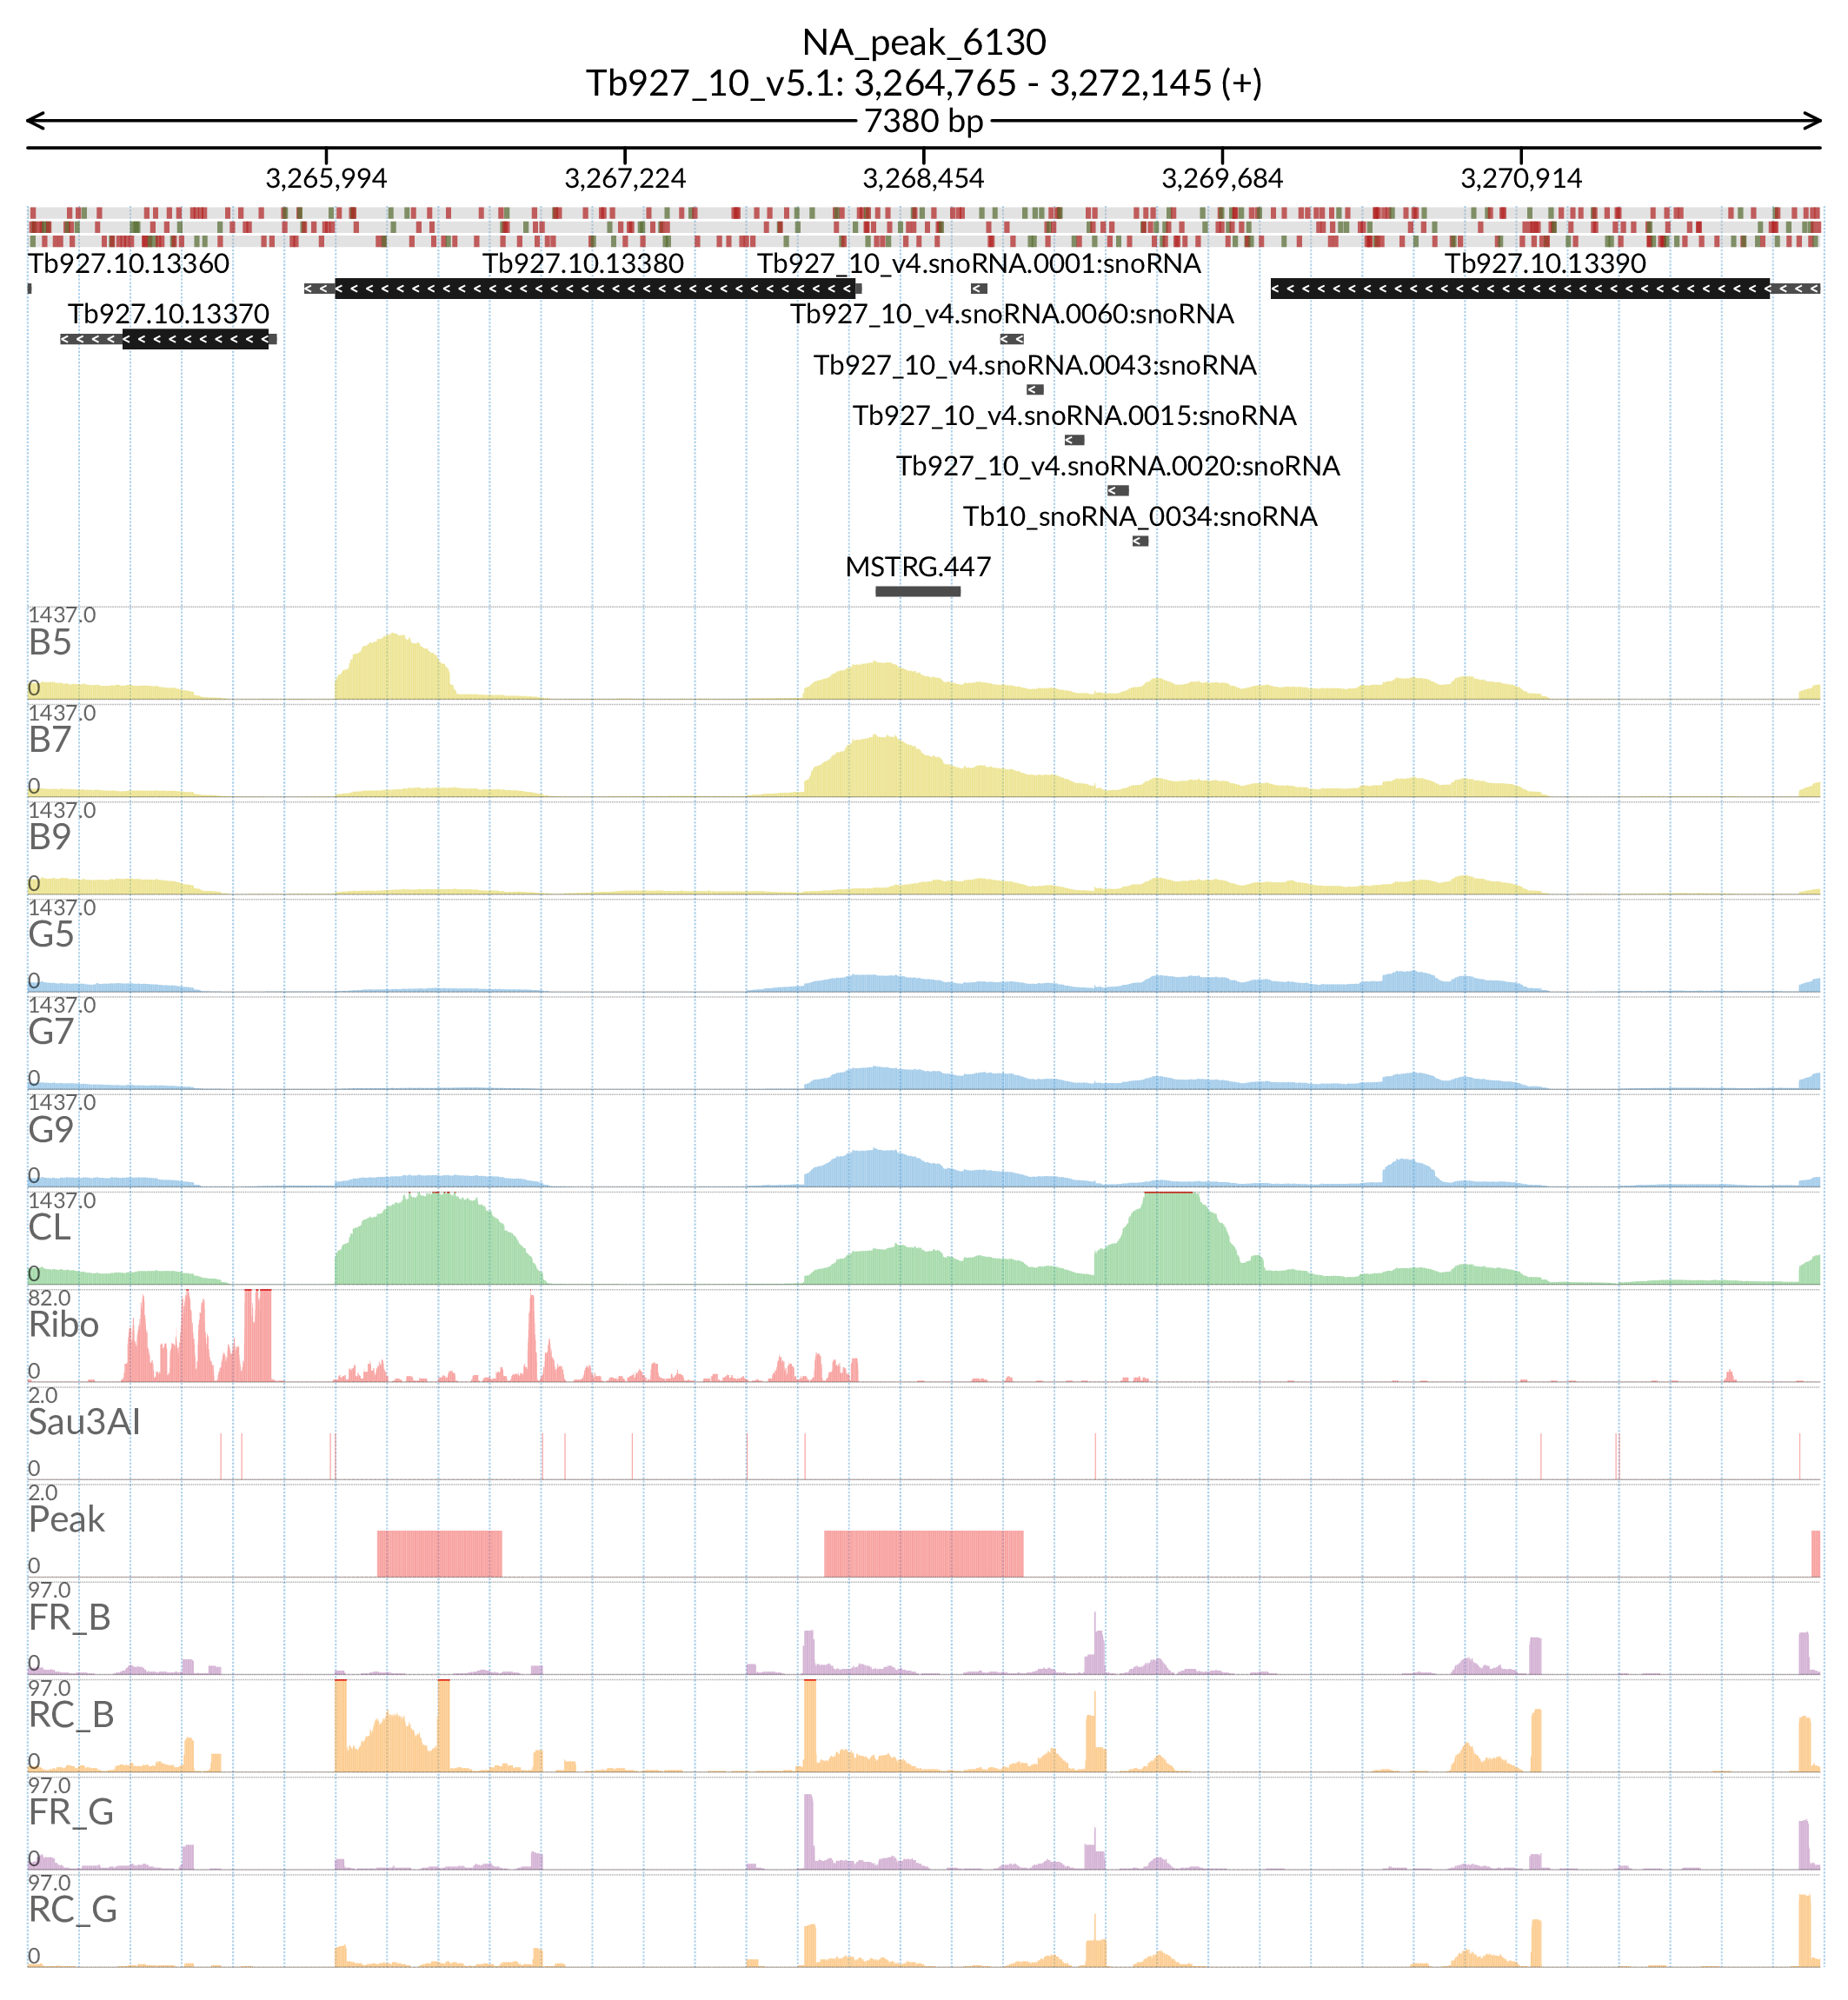 NA_peak_6130
Tb927_10_v5.1: 3,264,765 - 3,272,145 (+)
7380 bp
3,265,994 3,267,224 3,268,454 3,269,684 3,270,914
Tb927.10.13360 Tb927.10.13380 Tb927_10_v4.snoRNA.0001:snoRNA Tb927.10.13390
Tb927.10.13370 Tb927_10_v4.snoRNA.0060:snoRNA
Tb927_10_v4.snoRNA.0043:snoRNA
Tb927_10_v4.snoRNA.0015:snoRNA
Tb927_10_v4.snoRNA.0020:snoRNA
Tb10_snoRNA_0034:snoRNA
MSTRG.447
1437.0
B5
0
1437.0
B7
0
1437.0
B9
0
1437.0
G5
0
1437.0
G7
0
1437.0
G9
0
1437.0
CL
0
82.0
Ribo
0
2.0
Sau3AI
0
2.0
Peak
0
97.0
FR_B
0
97.0
RC_B
0
97.0
FR_G
0
97.0
RC_G
0